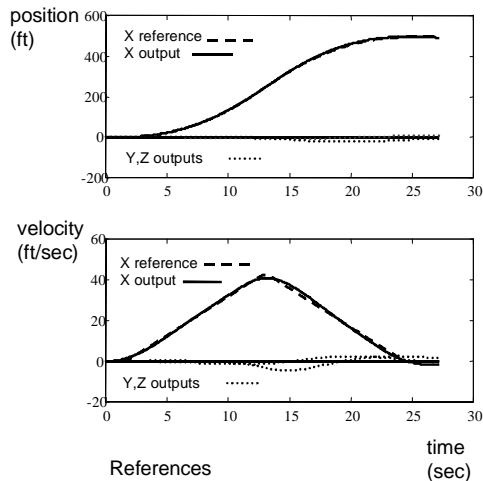 position
(ft)
600
X reference
X output
400
200
0
Y,Z outputs
-200
0 5 10 15 20 25 30
velocity
(ft/sec)
60
X reference
X output
40
20
0
Y,Z outputs
-20
0 5 10 15 20 25 30
time
(sec)
References